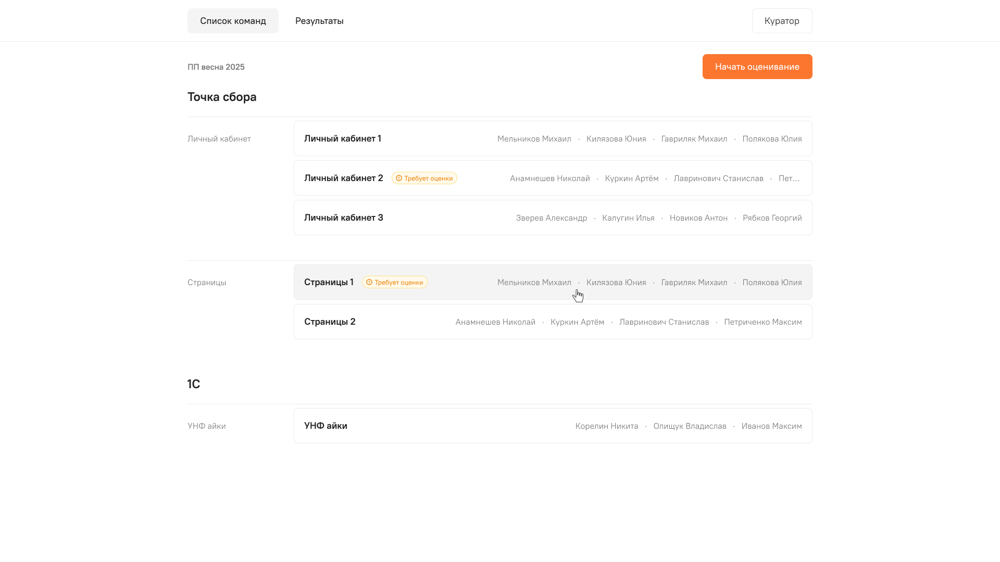 Список команд Результаты Куратор
ПП весна 2025 Начать оценивание
Точка сбора
Личный кабинет Личный кабинет 1 Мельников Михаил · Килязова Юния · Гавриляк Михаил · Полякова Юлия
Личный кабинет 2 Требует оценки Анамнешев Николай · Куркин Артём · Лавринович Станислав · Пет...
Личный кабинет 3 Зверев Александр · Калугин Илья · Новиков Антон · Рябков Георгий
Страницы Страницы 1 Требует оценки Мельников Михаил · Килязова Юния · Гавриляк Михаил · Полякова Юлия
Страницы 2 Анамнешев Николай · Куркин Артём · Лавринович Станислав · Петриченко Максим
1С
УНФ айки УНФ айки Корелин Никита · Олищук Владислав · Иванов Максим